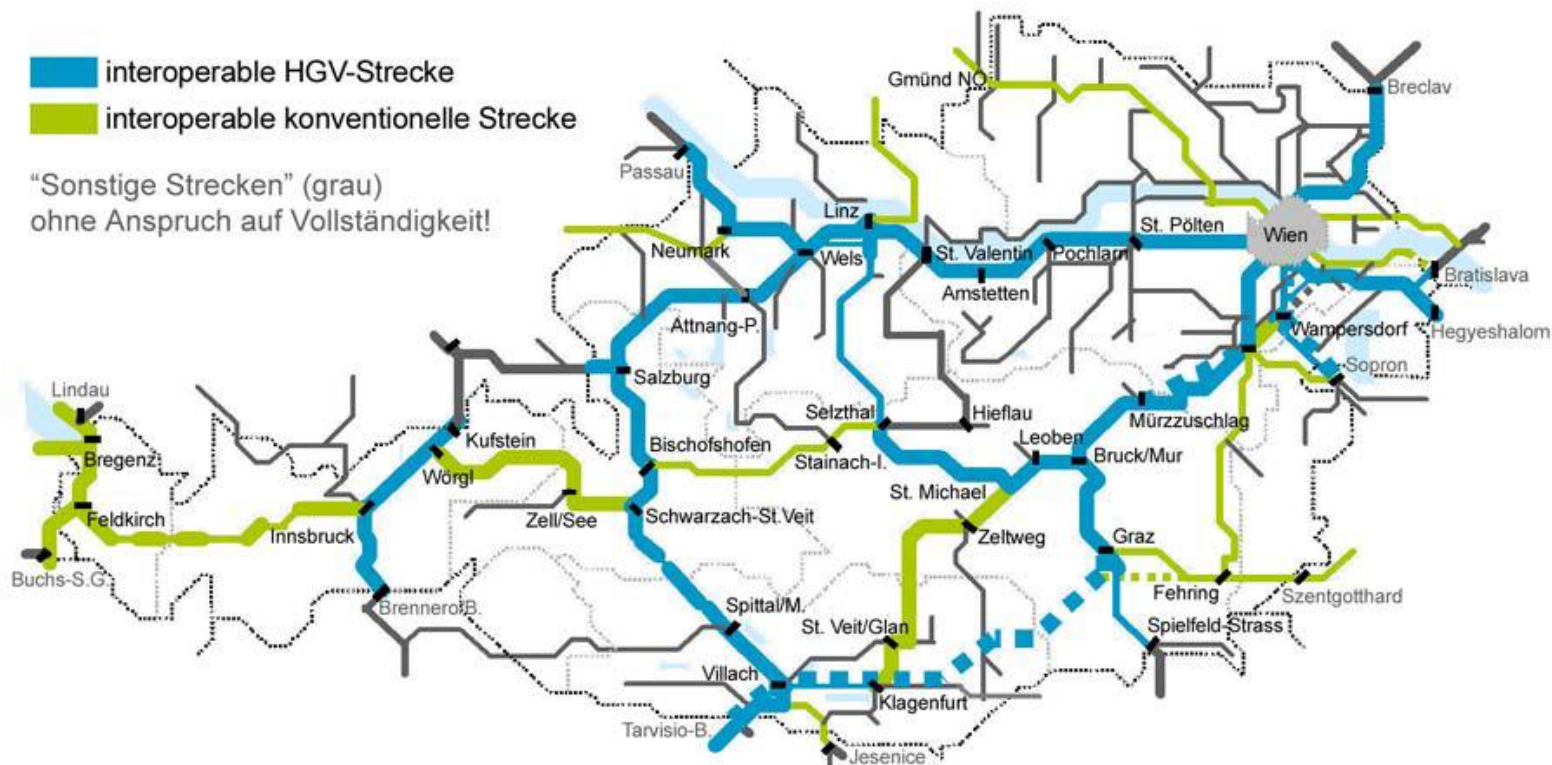 interoperable HGV-Strecke
interoperable konventionelle Strecke
“Sonstige Strecken” (grau)
ohne Anspruch auf Vollständigkeit!
Gmünd NÖ
Breclav
Passau
Linz
St. Pölten
Wien
Neumark
Wels
St. Valentin
Pochlarn
Amstetten
Bratislava
Attnang-P.
Wampersdorf
Hegyeshalom
Sopron
Salzburg
Lindau
Selzthal
Hieflau
Mürzzuschlag
Kufstein
Bischofshofen
Leoben
Bregenz
Wörgl
Stainach-I.
Bruck/Mur
St. Michael
Feldkirch
Innsbruck
Zell/See
Schwarzach-St.Veit
Zeltweg
Graz
Buchs-S.G.
Brennero/B.
Fehring
Szentgotthard
Spittal/M.
St. Veit/Glan
Spielfeld-Strass
Villach
Klagenfurt
Tarvisio-B.
Jesenice